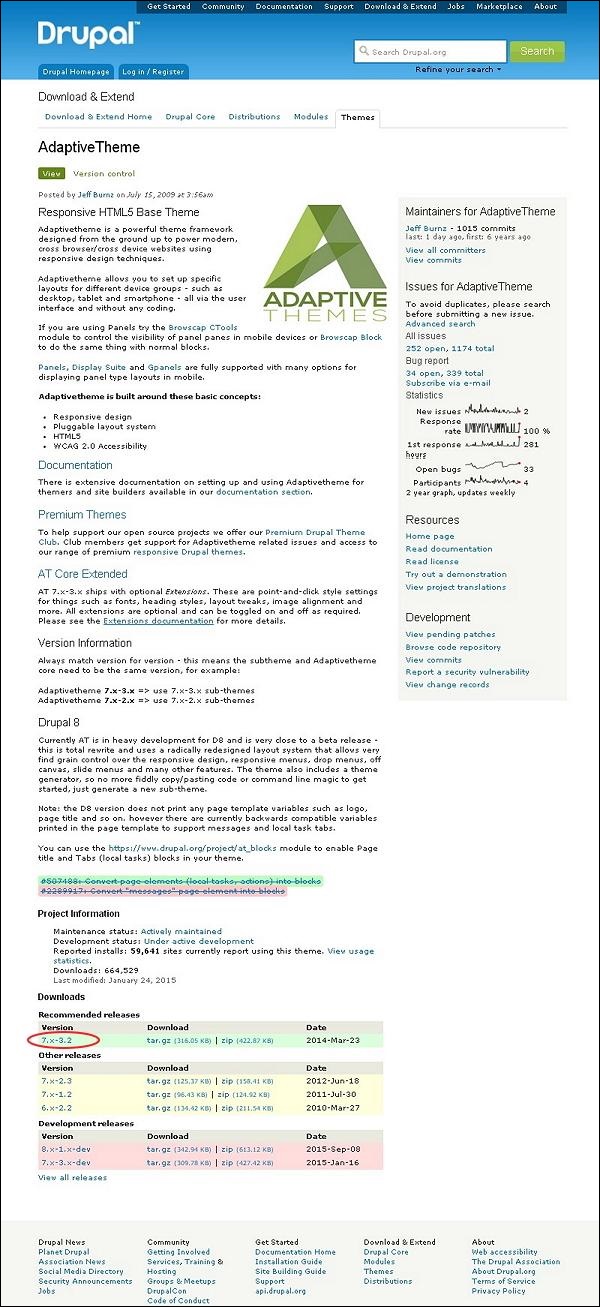 Get Started Community Documentation Support Download & Extend Jobs Marketplace About
Drupal™
Search Drupal.org
Search
Refine your search
Drupal Homepage
Log in / Register
Download & Extend
Download & Extend Home Drupal Core Distributions Modules Themes
AdaptiveTheme
View Version control
Posted by Jeff Burnz on July 15, 2009 at 3:56am
Responsive HTML5 Base Theme
Adaptivetheme is a powerful theme framework
designed from the ground up to power modern,
cross browser/cross device websites using
responsive design techniques.
Adaptivetheme allows you to set up specific
layouts for different device groups - such as
desktop, tablet and smartphone - all via the user
interface and without any coding.
ADAPTIVE
THEMES
If you are using Panels try the Browscap CTools
module to control the visibility of panel panes in mobile devices or Browscap Block
to do the same thing with normal blocks.
Panels, Display Suite and Gpanels are fully supported with many options for
displaying panel type layouts in mobile.
Adaptivetheme is built around these basic concepts:
• Responsive design
• Pluggable layout system
• HTML5
• WCAG 2.0 Accessibility
Documentation
There is extensive documentation on setting up and using Adaptivetheme for
themers and site builders available in our documentation section.
Premium Themes
To help support our open source projects we offer our Premium Drupal Theme
Club. Club members get support for Adaptivetheme related issues and access to
our range of premium responsive Drupal themes.
AT Core Extended
AT 7.x-3.x ships with optional Extensions. These are point-and-click style settings
for things such as fonts, heading styles, layout tweaks, image alignment and
more. All extensions are optional and can be toggled on and off as required.
Please see the Extensions documentation for more details.
Version Information
Always match version for version - this means the subtheme and Adaptivetheme
core need to be the same version, for example:
Adaptivetheme 7.x-3.x => use 7.x-3.x sub-themes
Adaptivetheme 7.x-2.x => use 7.x-2.x sub-themes
Drupal 8
Currently AT is in heavy development for D8 and is very close to a beta release -
this is total rewrite and uses a radically redesigned layout system that allows very
find grain control over the responsive design, responsive menus, drop menus, off
canvas, slide menus and many other features. The theme also includes a theme
generator, so no more fiddly copy/pasting code or command line magic to get
started, just generate a new sub-theme.
Note: the D8 version does not print any page template variables such as logo,
page title and so on. however there are currently backwards compatible variables
printed in the page template to support messages and local task tabs.
You can use the https://www.drupal.org/project/at_blocks module to enable Page
title and Tabs (local tasks) blocks in your theme.
#507488: Convert page elements (local tasks, actions) into blocks
#2289917: Convert "messages" page element into blocks
Project Information
Maintenance status: Actively maintained
Development status: Under active development
Reported installs: 59,641 sites currently report using this theme. View usage
statistics.
Downloads: 664,529
Last modified: January 24, 2015
Downloads
Recommended releases
Version Download Date
7.x-3.2 tar.gz (316.05 KB) | zip (422.87 KB) 2014-Mar-23
Other releases
Version Download Date
7.x-2.3 tar.gz (125.37 KB) | zip (158.41 KB) 2012-Jun-18
7.x-1.2 tar.gz (96.43 KB) | zip (124.92 KB) 2011-Jul-30
6.x-2.2 tar.gz (134.42 KB) | zip (211.54 KB) 2010-Mar-27
Development releases
Version Download Date
8.x-1.x-dev tar.gz (342.94 KB) | zip (613.12 KB) 2015-Sep-08
7.x-3.x-dev tar.gz (309.78 KB) | zip (427.42 KB) 2015-Jan-16
View all releases
Maintainers for AdaptiveTheme
Jeff Burnz - 1015 commits
last: 1 day ago, first: 6 years ago
View all committers
View commits
Issues for AdaptiveTheme
To avoid duplicates, please search
before submitting a new issue.
Advanced search
All issues
252 open, 1174 total
Bug report
34 open, 339 total
Subscribe via e-mail
Statistics
New issues 2
Response
rate 100 %
1st response 281
hours
Open bugs 33
Participants 4
2 year graph, updates weekly
Resources
Home page
Read documentation
Read license
Try out a demonstration
View project translations
Development
View pending patches
Browse code repository
View commits
Report a security vulnerability
View change records
Drupal News
Planet Drupal
Association News
Social Media Directory
Security Announcements
Jobs
Community
Getting Involved
Services, Training &
Hosting
Groups & Meetups
DrupalCon
Code of Conduct
Get Started
Documentation Home
Installation Guide
Site Building Guide
Support
api.drupal.org
Download & Extend
Drupal Core
Modules
Themes
Distributions
About
Web accessibility
The Drupal Association
About Drupal.org
Terms of Service
Privacy Policy